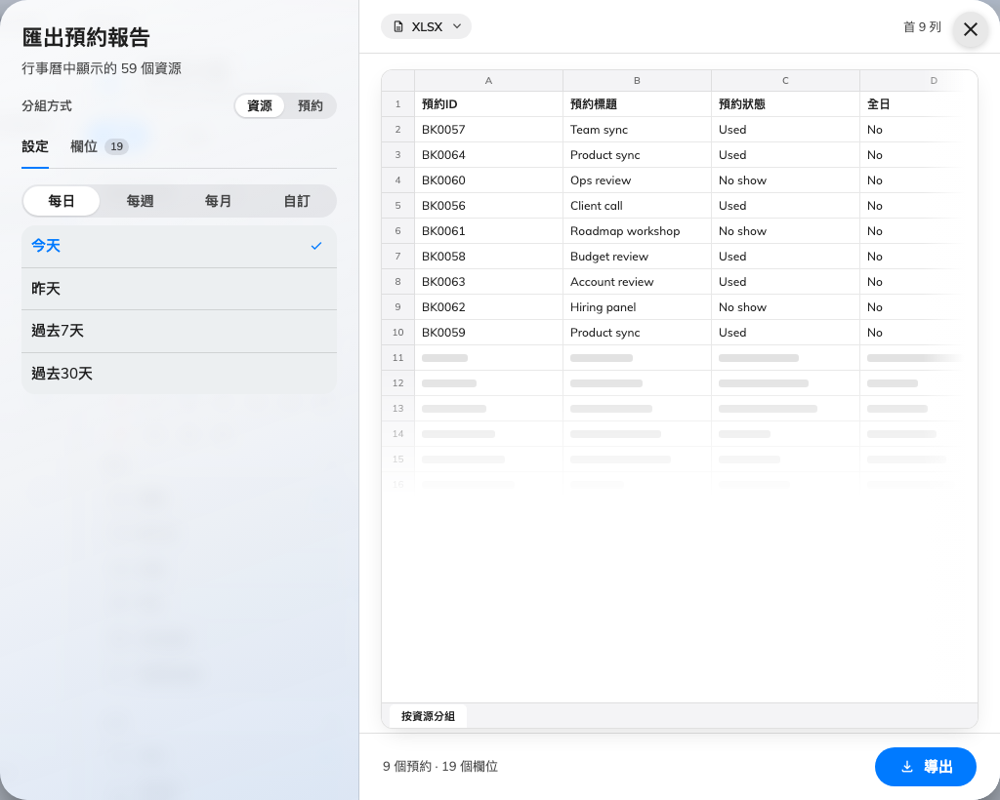 匯出預約報告
行事曆中顯示的 59 個資源
分組方式 資源 預約
設定 欄位 19
每日 每週 每月 自訂
今天
昨天
過去7天
過去30天
XLSX 首 9 列
A B C D
1 預約ID 預約標題 預約狀態 全日
2 BK0057 Team sync Used No
3 BK0064 Product sync Used No
4 BK0060 Ops review No show No
5 BK0056 Client call Used No
6 BK0061 Roadmap workshop No show No
7 BK0058 Budget review Used No
8 BK0063 Account review Used No
9 BK0062 Hiring panel No show No
10 BK0059 Product sync Used No
11
12
13
14
15
16
按資源分組
9 個預約 · 19 個欄位 導出